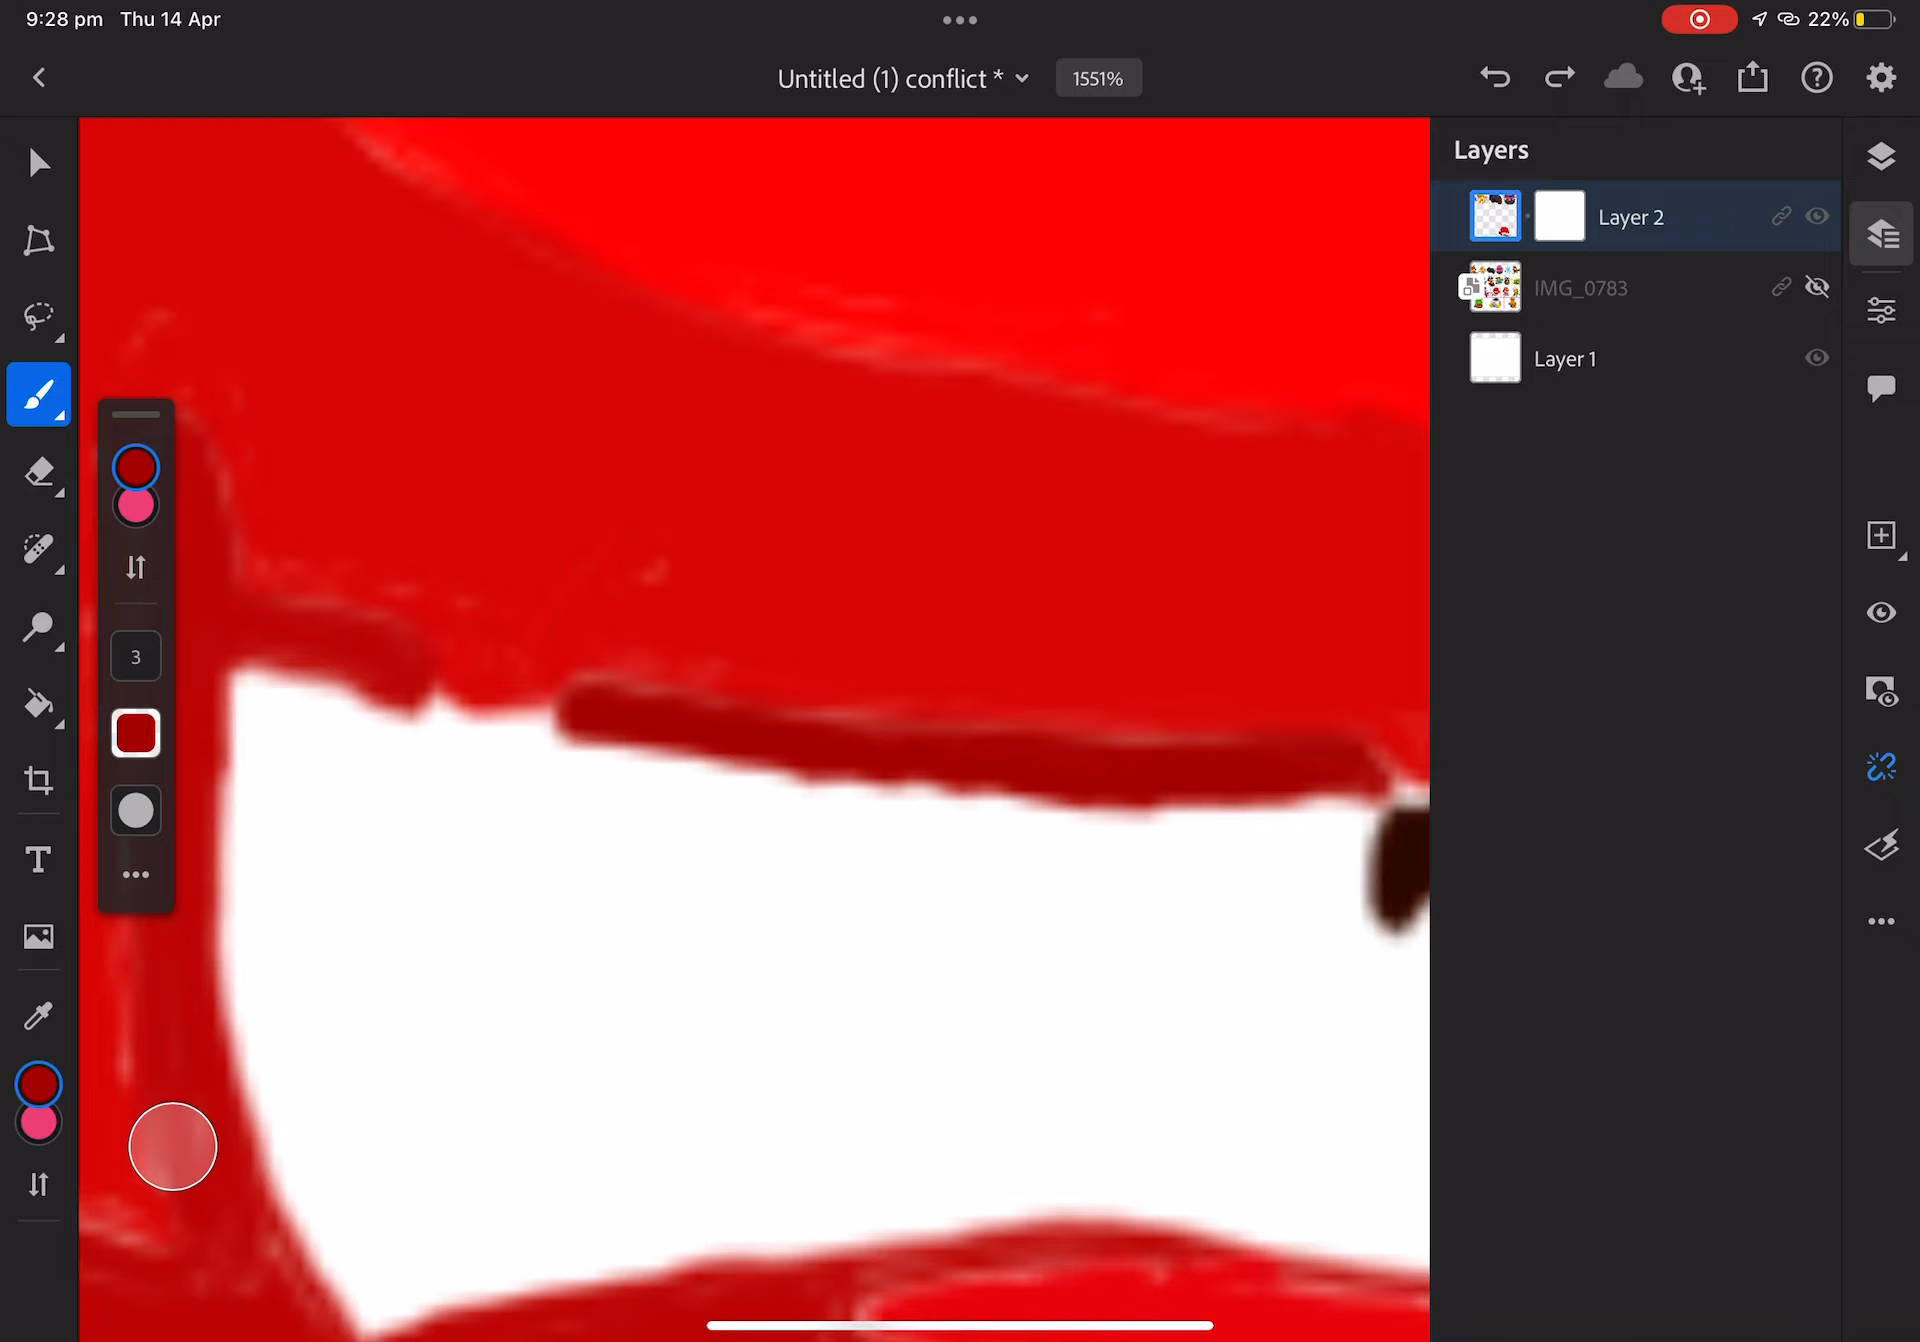 9:28 pm Thu 14 Apr
22%
Untitled (1) conflict *
1551%
Layers
Layer 2
IMG_0783
Layer 1
3
T